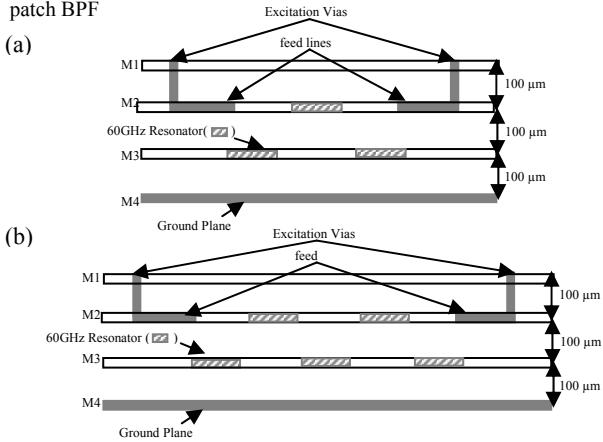 patch BPF
(a)
Excitation Vias
feed lines
M1
100 µm
M2
100 µm
60GHz Resonator( )
M3
100 µm
M4
Ground Plane
(b)
Excitation Vias
feed
M1
100 µm
M2
100 µm
60GHz Resonator ( )
M3
100 µm
M4
Ground Plane